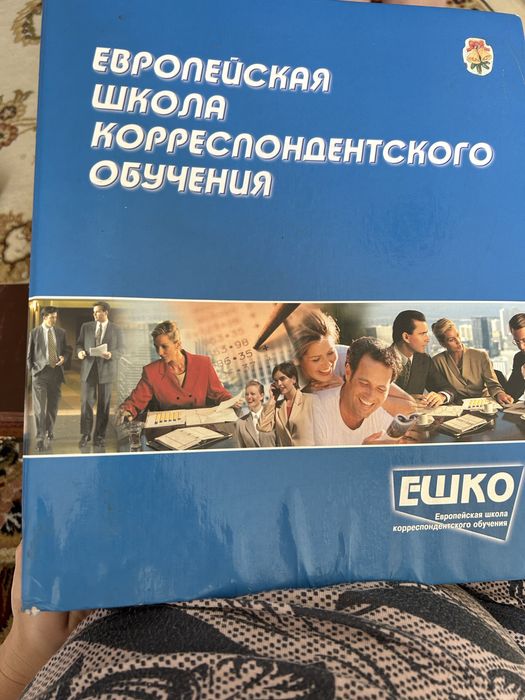 ЕВРОПЕЙСКАЯ
ШКОЛА
КОРРЕСПОНДЕНТСКОГО
ОБУЧЕНИЯ
ЕШКО
Европейская школа
корреспондентского обучения